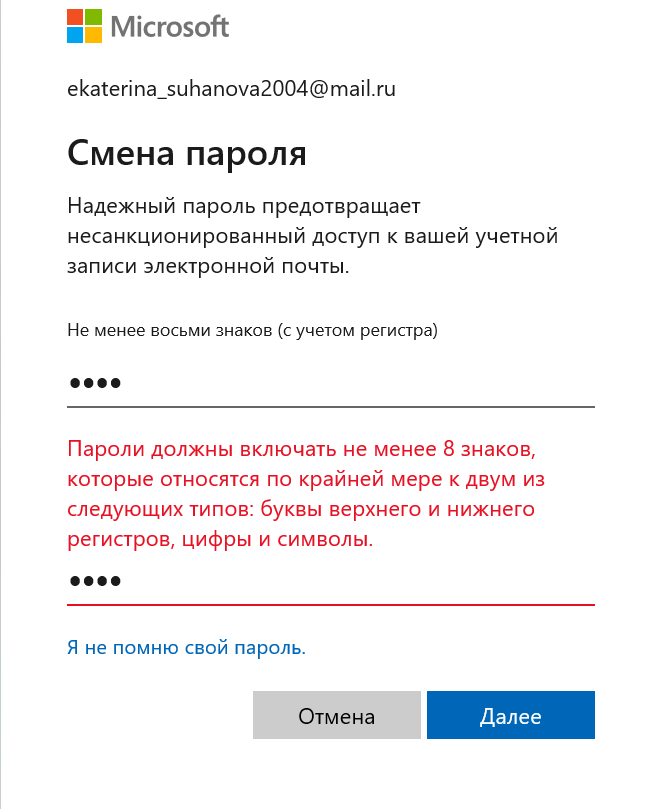 Microsoft
ekaterina_suhanova2004@mail.ru
Смена пароля
Надежный пароль предотвращает
несанкционированный доступ к вашей учетной
записи электронной почты.
Не менее восьми знаков (с учетом регистра)
••••
Пароли должны включать не менее 8 знаков,
которые относятся по крайней мере к двум из
следующих типов: буквы верхнего и нижнего
регистров, цифры и символы.
••••
Я не помню свой пароль.
Отмена Далее